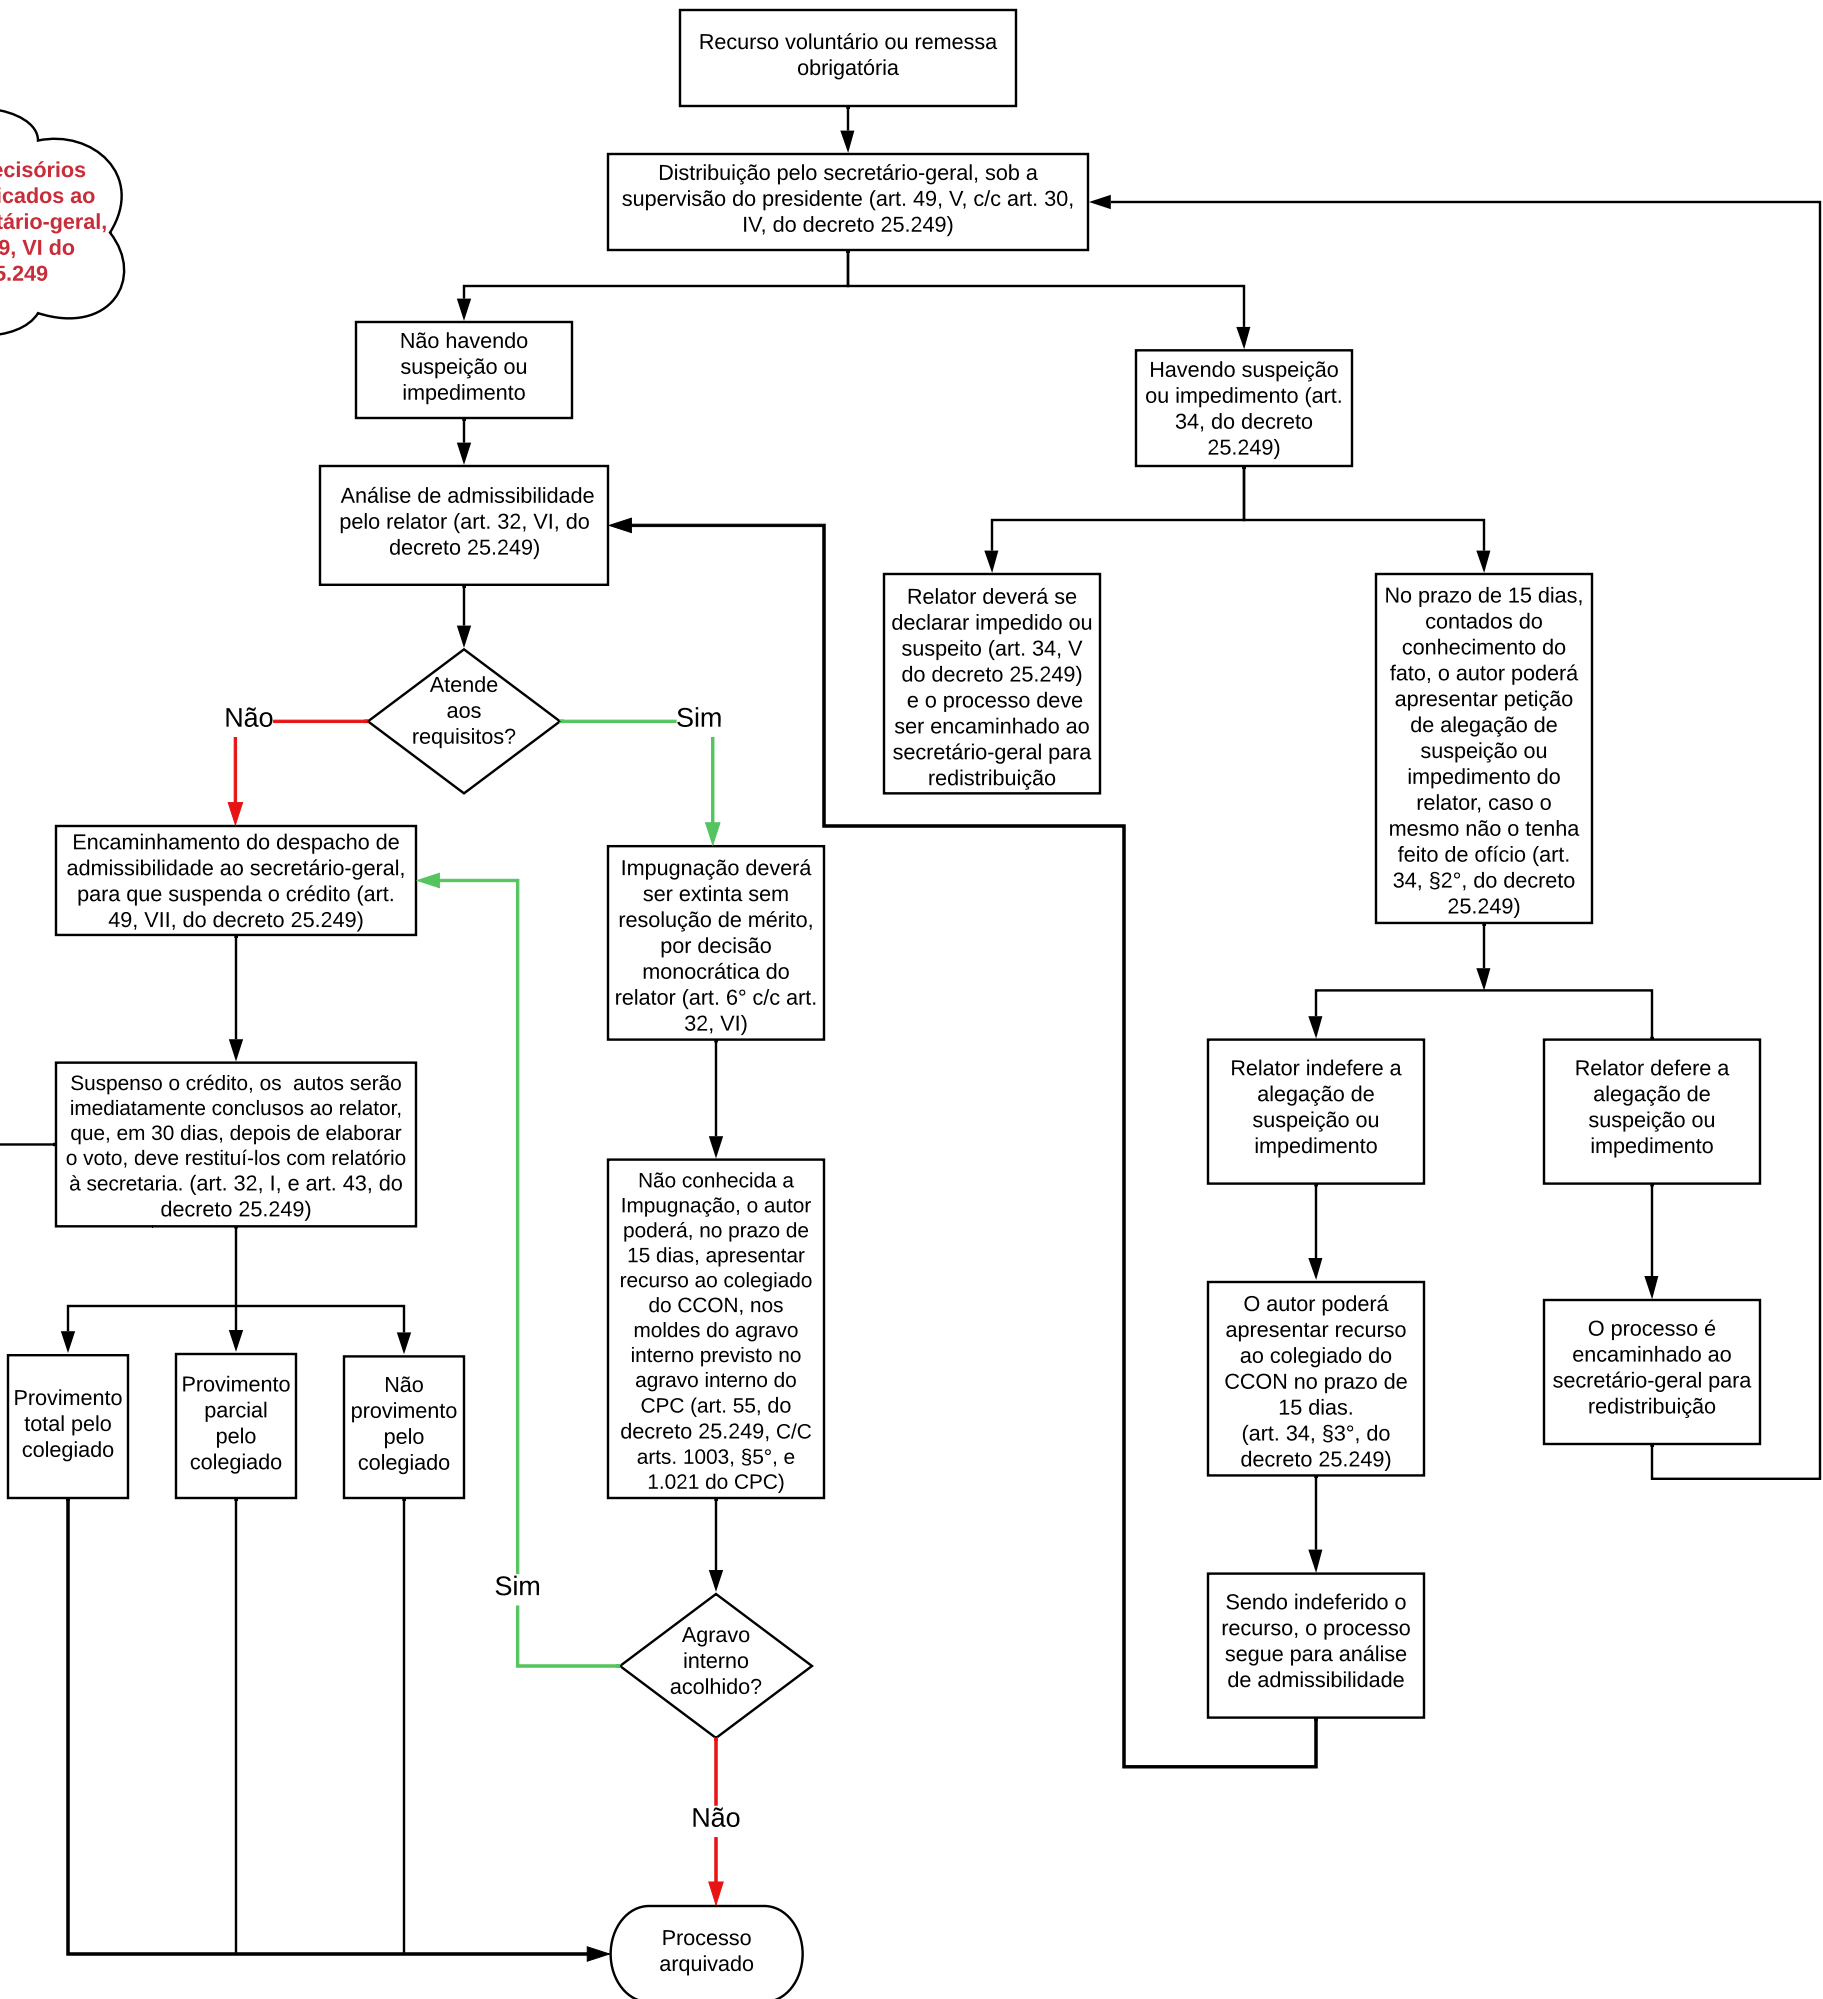 Recurso voluntário ou remessa
obrigatória
Distribuição pelo secretário-geral, sob a
supervisão do presidente (art. 49, V, c/c art. 30,
IV, do decreto 25.249)
ecisórios
icados ao
tário-geral,
9, VI do
5.249
Não havendo
suspeição ou
impedimento
Havendo suspeição
ou impedimento (art.
34, do decreto
25.249)
Análise de admissibilidade
pelo relator (art. 32, VI, do
decreto 25.249)
Relator deverá se
declarar impedido ou
suspeito (art. 34, V
do decreto 25.249)
e o processo deve
ser encaminhado ao
secretário-geral para
redistribuição
No prazo de 15 dias,
contados do
conhecimento do
fato, o autor poderá
apresentar petição
de alegação de
suspeição ou
impedimento do
relator, caso o
mesmo não o tenha
feito de ofício (art.
34, §2°, do decreto
25.249)
Atende
aos
requisitos?
Não
Sim
Encaminhamento do despacho de
admissibilidade ao secretário-geral,
para que suspenda o crédito (art.
49, VII, do decreto 25.249)
Impugnação deverá
ser extinta sem
resolução de mérito,
por decisão
monocrática do
relator (art. 6° c/c art.
32, VI)
Suspenso o crédito, os  autos serão
imediatamente conclusos ao relator,
que, em 30 dias, depois de elaborar
o voto, deve restituí-los com relatório
à secretaria. (art. 32, I, e art. 43, do
decreto 25.249)
Relator indefere a
alegação de
suspeição ou
impedimento
Relator defere a
alegação de
suspeição ou
impedimento
Não conhecida a
Impugnação, o autor
poderá, no prazo de
15 dias, apresentar
recurso ao colegiado
do CCON, nos
moldes do agravo
interno previsto no
agravo interno do
CPC (art. 55, do
decreto 25.249, C/C
arts. 1003, §5°, e
1.021 do CPC)
O autor poderá
apresentar recurso
ao colegiado do
CCON no prazo de
15 dias.
(art. 34, §3°, do
decreto 25.249)
O processo é
encaminhado ao
secretário-geral para
redistribuição
Provimento
total pelo
colegiado
Provimento
parcial
pelo
colegiado
Não
provimento
pelo
colegiado
Sim
Agravo
interno
acolhido?
Sendo indeferido o
recurso, o processo
segue para análise
de admissibilidade
Não
Processo
arquivado